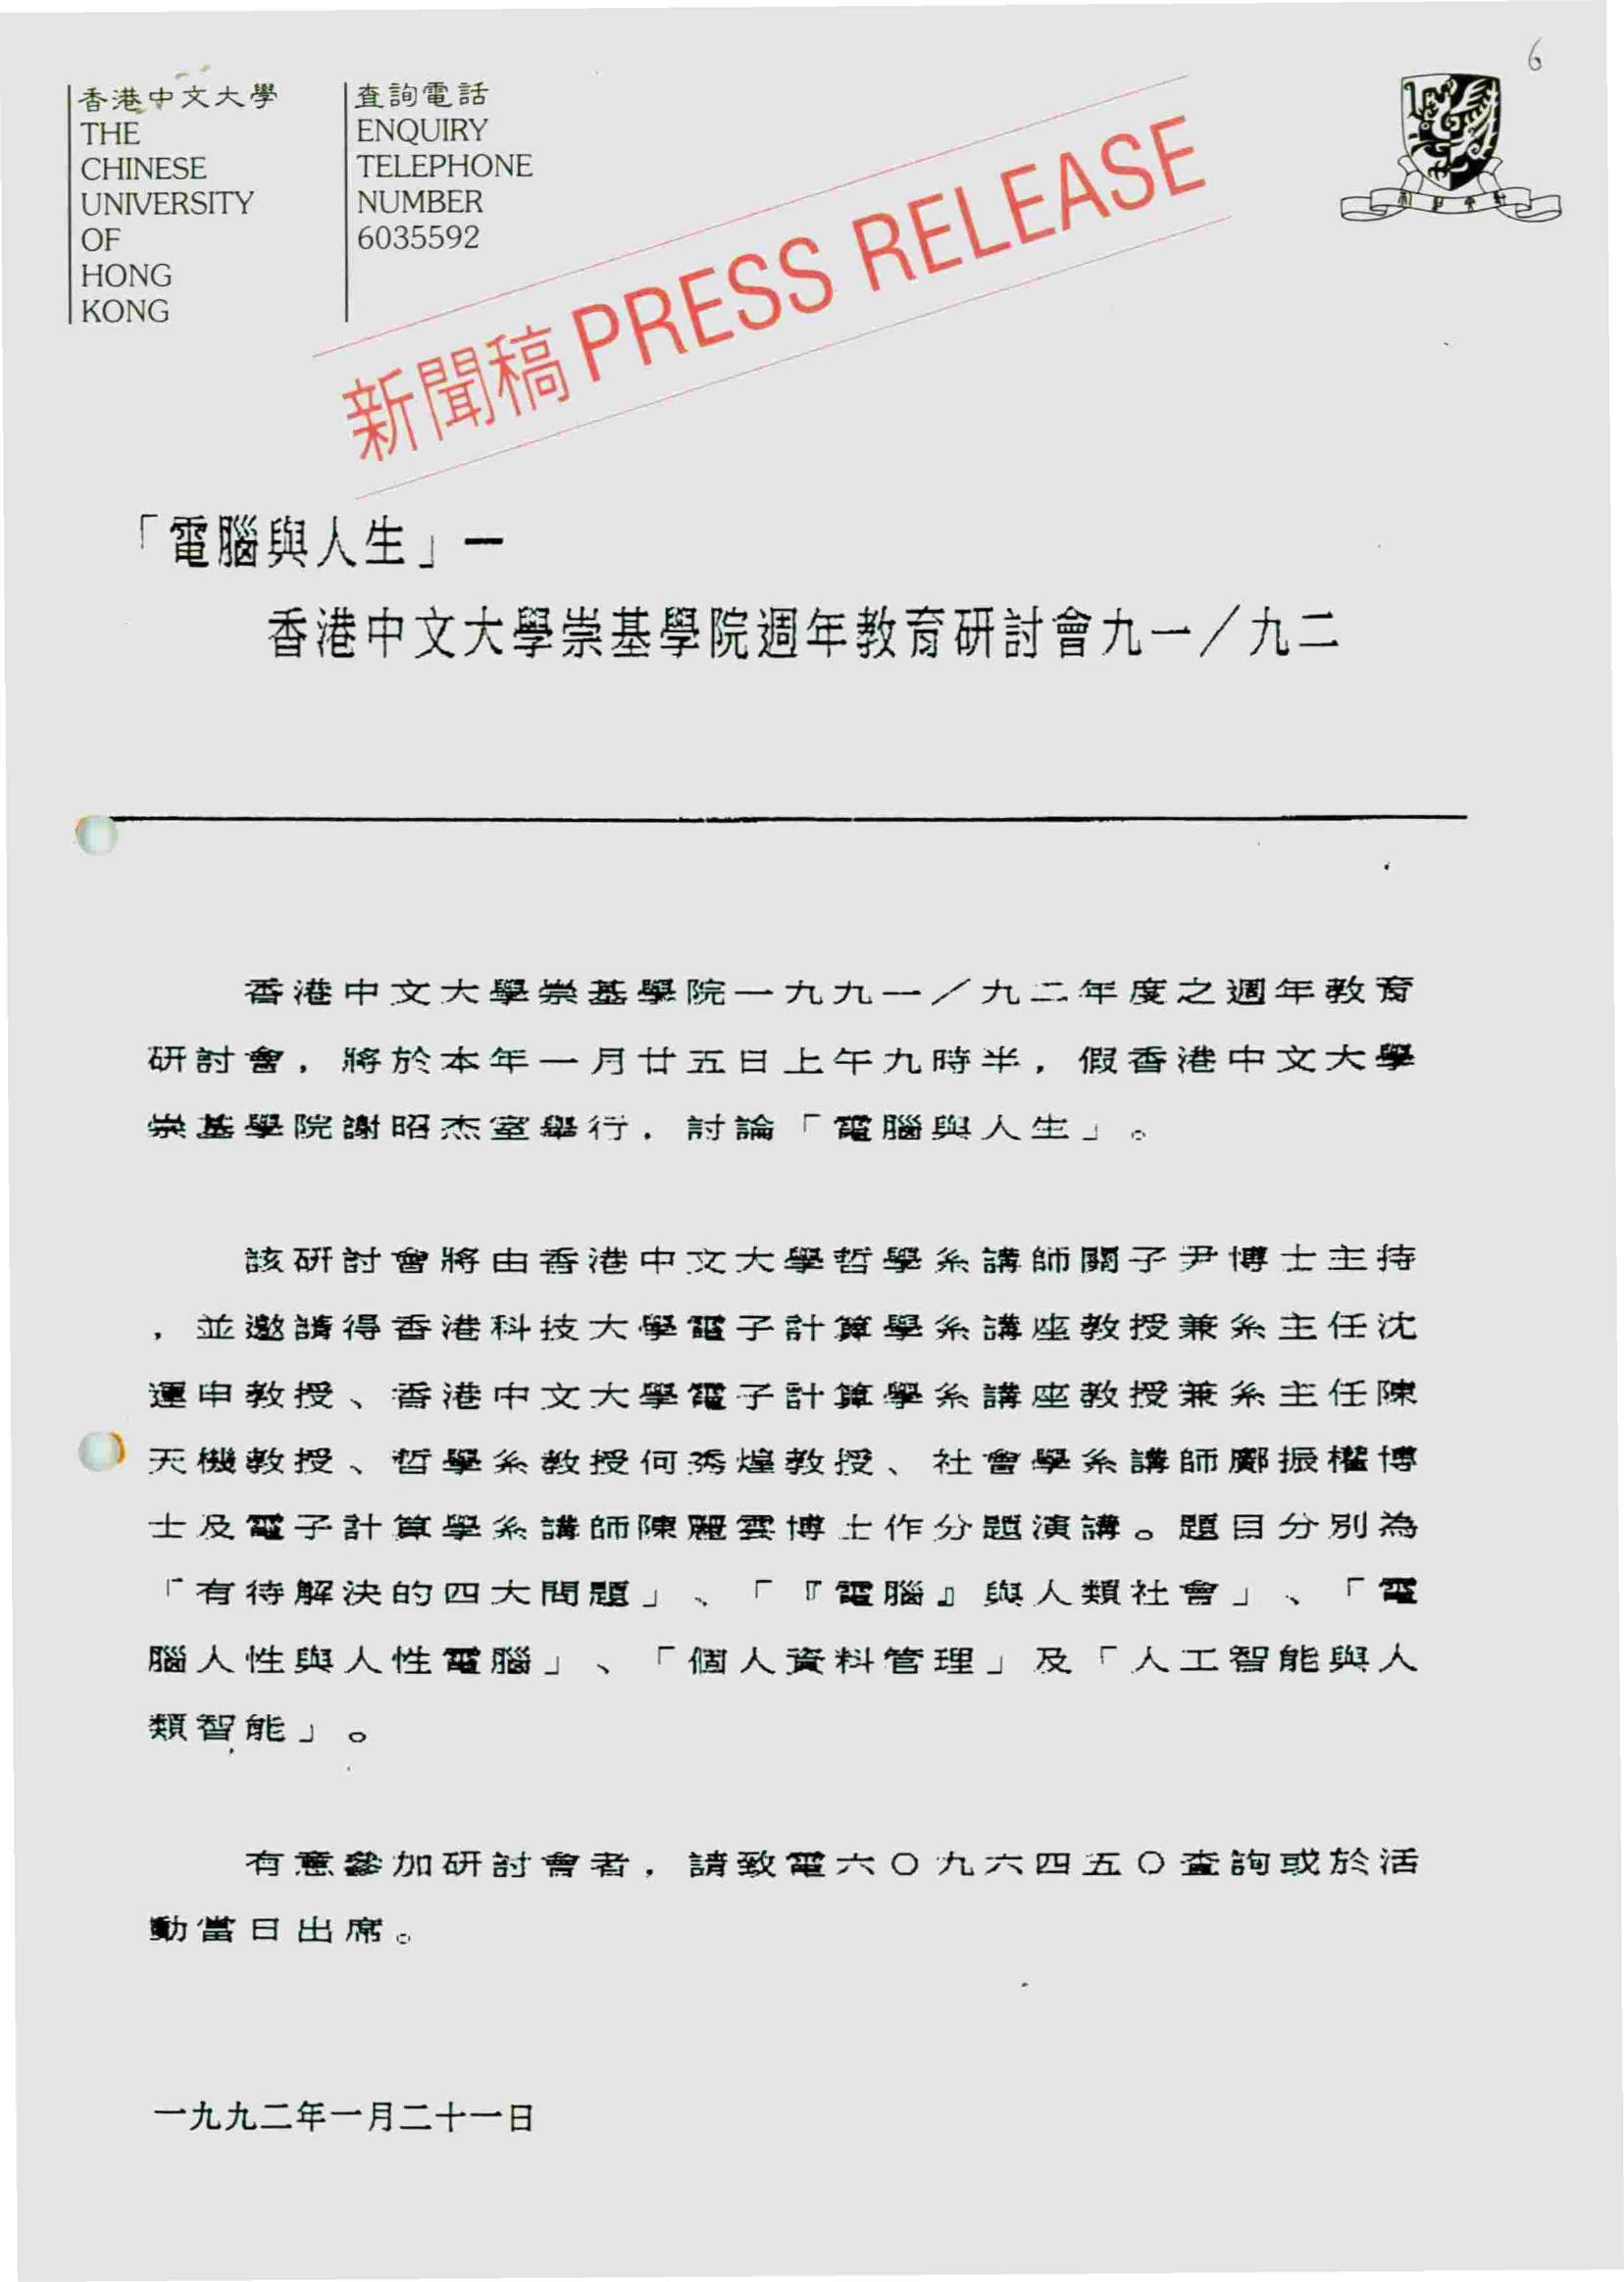 6
香港中文大學
THE
CHINESE
UNIVERSITY
OF
HONG
KONG
查詢電話
ENQUIRY
TELEPHONE
NUMBER
6035592
新聞稿 PRESS RELEASE
「電腦與人生」—
香港中文大學崇基學院週年教育研討會九一／九二
香港中文大學崇基學院一九九一／九二年度之週年教育
研討會，將於本年一月廿五日上午九時半，假香港中文大學
崇基學院謝昭杰室舉行，討論「電腦與人生」。
該研討會將由香港中文大學哲學系講師關子尹博士主持
，並邀請得香港科技大學電子計算學系講座教授兼系主任沈
運申教授、香港中文大學電子計算學系講座教授兼系主任陳
天機教授、哲學系教授何秀煌教授、社會學系講師鄺振權博
士及電子計算學系講師陳麗雲博士作分題演講。題目分別為
「有待解決的四大問題」、「『電腦』與人類社會」、「電
腦人性與人性電腦」、「個人資料管理」及「人工智能與人
類智能」。
有意參加研討會者，請致電六〇九六四五〇查詢或於活
動當日出席。
一九九二年一月二十一日